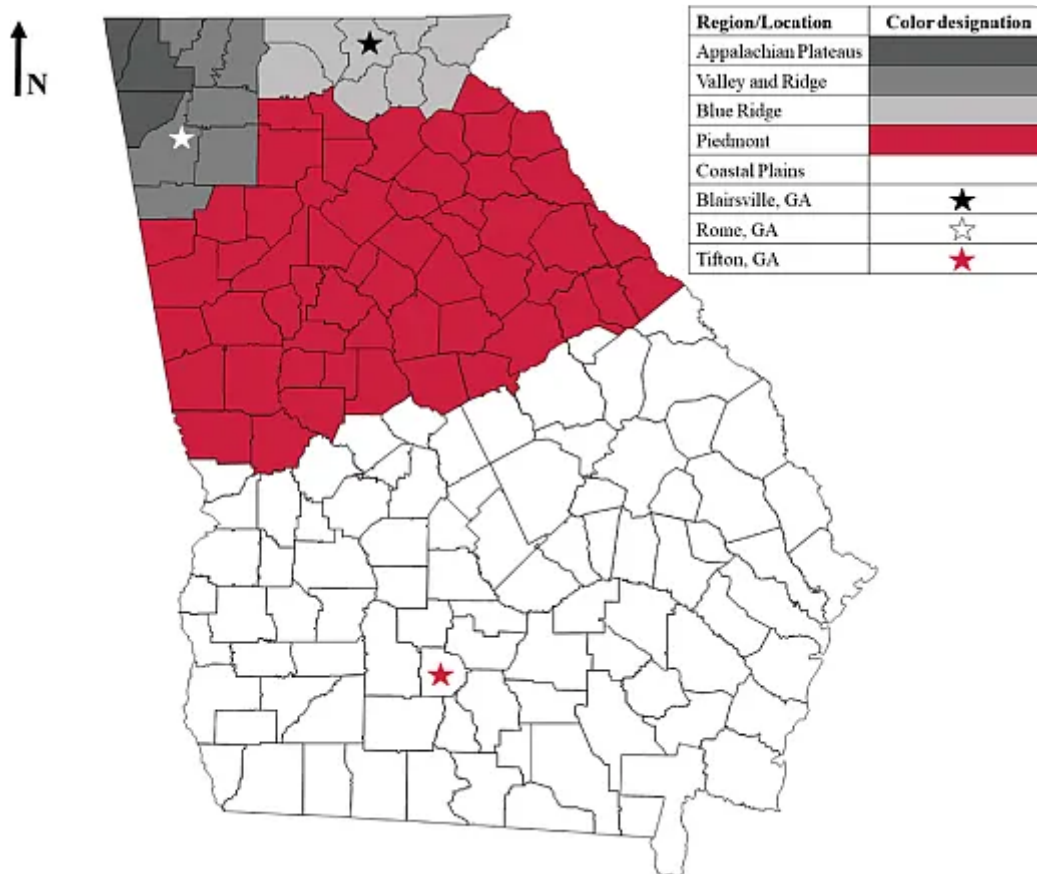 N
Region/Location Color designation
Appalachian Plateaus
Valley and Ridge
Blue Ridge
Piedmont
Coastal Plains
Blairsville, GA
Rome, GA
Tifton, GA